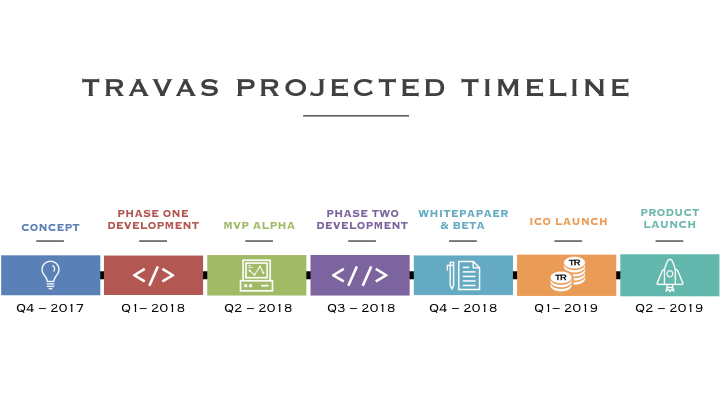 TRAVAS PROJECTED TIMELINE
CONCEPT
PHASE ONE
DEVELOPMENT
MVP ALPHA
PHASE TWO
DEVELOPMENT
WHITEPAPAER
& BETA
ICO LAUNCH
PRODUCT
LAUNCH
</>
<///>
TR
TR
Q4 – 2017
Q1– 2018
Q2 – 2018
Q3 – 2018
Q4 – 2018
Q1– 2019
Q2 – 2019